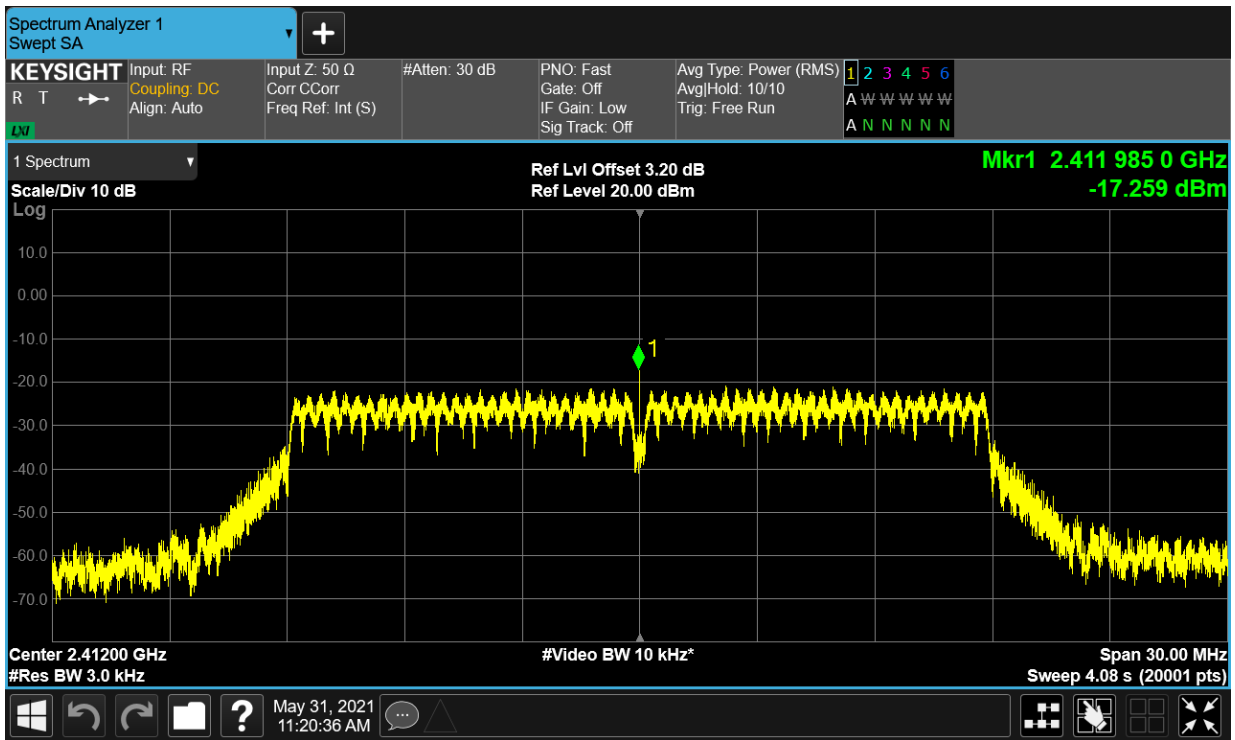 Spectrum Analyzer 1
Swept SA
KEYSIGHT
R T
LXI
Input: RF
Coupling: DC
Align: Auto
Input Z: 50 Ω
Corr CCorr
Freq Ref: Int (S)
#Atten: 30 dB
PNO: Fast
Gate: Off
IF Gain: Low
Sig Track: Off
Avg Type: Power (RMS)
Avg|Hold: 10/10
Trig: Free Run
1 2 3 4 5 6
A W W W W W
A N N N N N
1 Spectrum
Scale/Div 10 dB
Log
Ref Lvl Offset 3.20 dB
Ref Level 20.00 dBm
Mkr1 2.411 985 0 GHz
-17.259 dBm
10.0
0.00
-10.0
1
-20.0
-30.0
-40.0
-50.0
-60.0
-70.0
Center 2.41200 GHz
#Res BW 3.0 kHz
#Video BW 10 kHz*
Span 30.00 MHz
Sweep 4.08 s (20001 pts)
?
May 31, 2021
11:20:36 AM